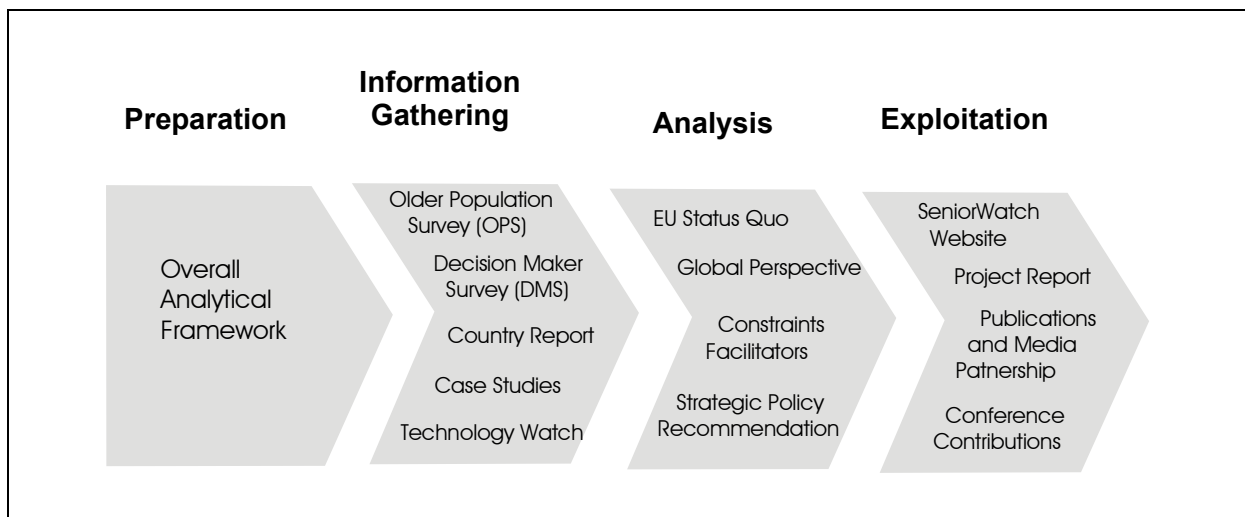 Preparation
Information
Gathering
Analysis
Exploitation
Overall
Analytical
Framework
Older Population
Survey (OPS)
Decision Maker
Survey (DMS)
Country Report
Case Studies
Technology Watch
EU Status Quo
Global Perspective
Constraints
Facilitators
Strategic Policy
Recommendation
SeniorWatch
Website
Project Report
Publications
and Media
Patnership
Conference
Contributions